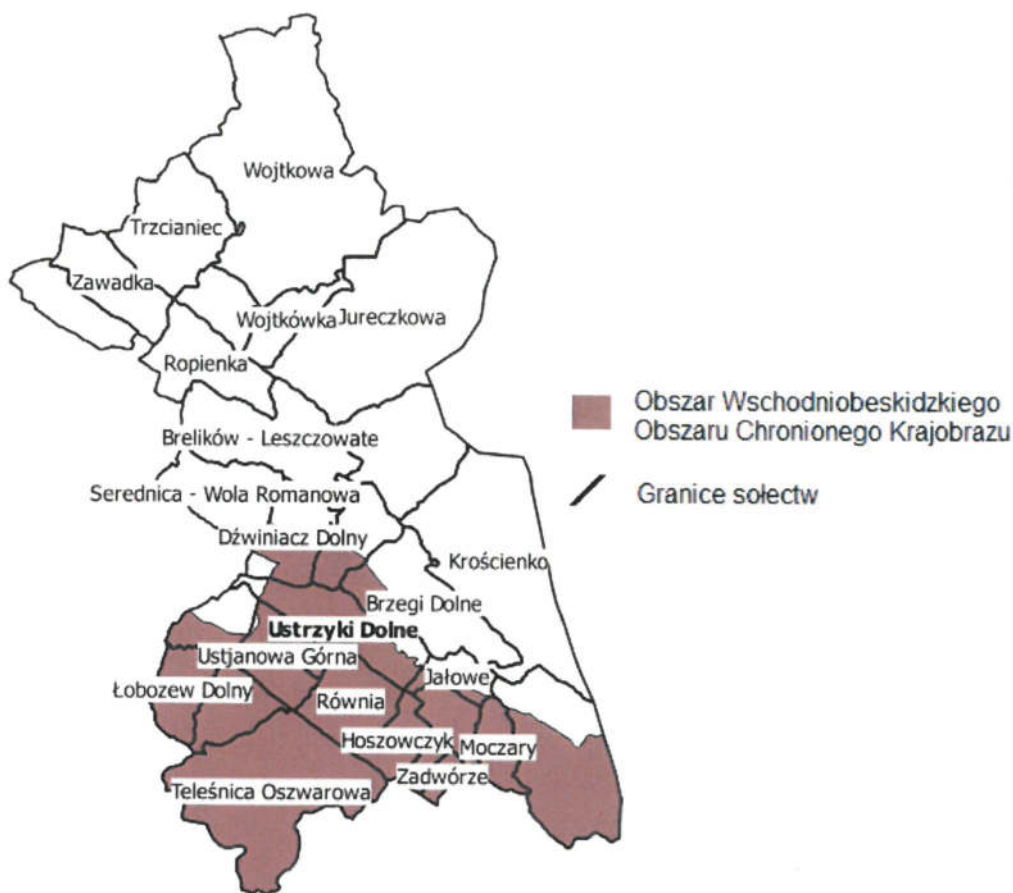 Wojtkowa
Trzcianiec
Zawadka
Wojtkówka
Jureczkowa
Ropienka
Obszar Wschodniobeskidzkiego
Obszaru Chronionego Krajobrazu
Brelików - Leszczowate
Granice sołectw
Serednica - Wola Romanowa
Dźwiniacz Dolny
Krościenko
Brzegi Dolne
Ustrzyki Dolne
Ustjanowa Górna
Jałowe
Łobozew Dolny
Równia
Hoszowczyk
Moczary
Zadwórze
Teleśnica Oszwarowa